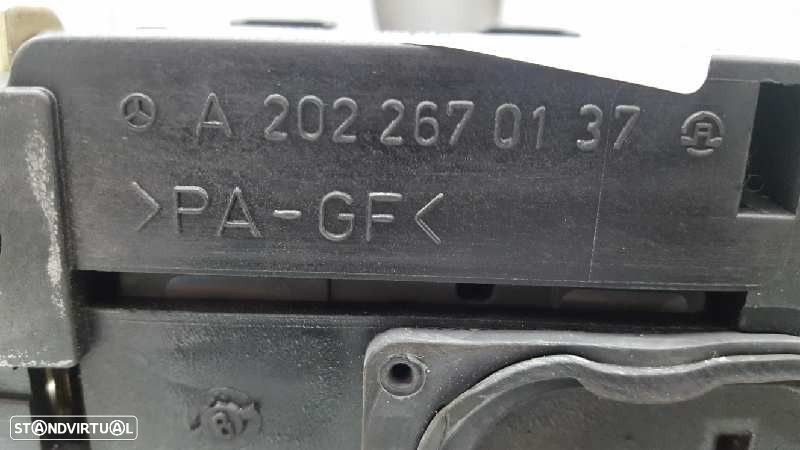 A 202 267 01 37
>PA-GF<
STANDVIRTUAL